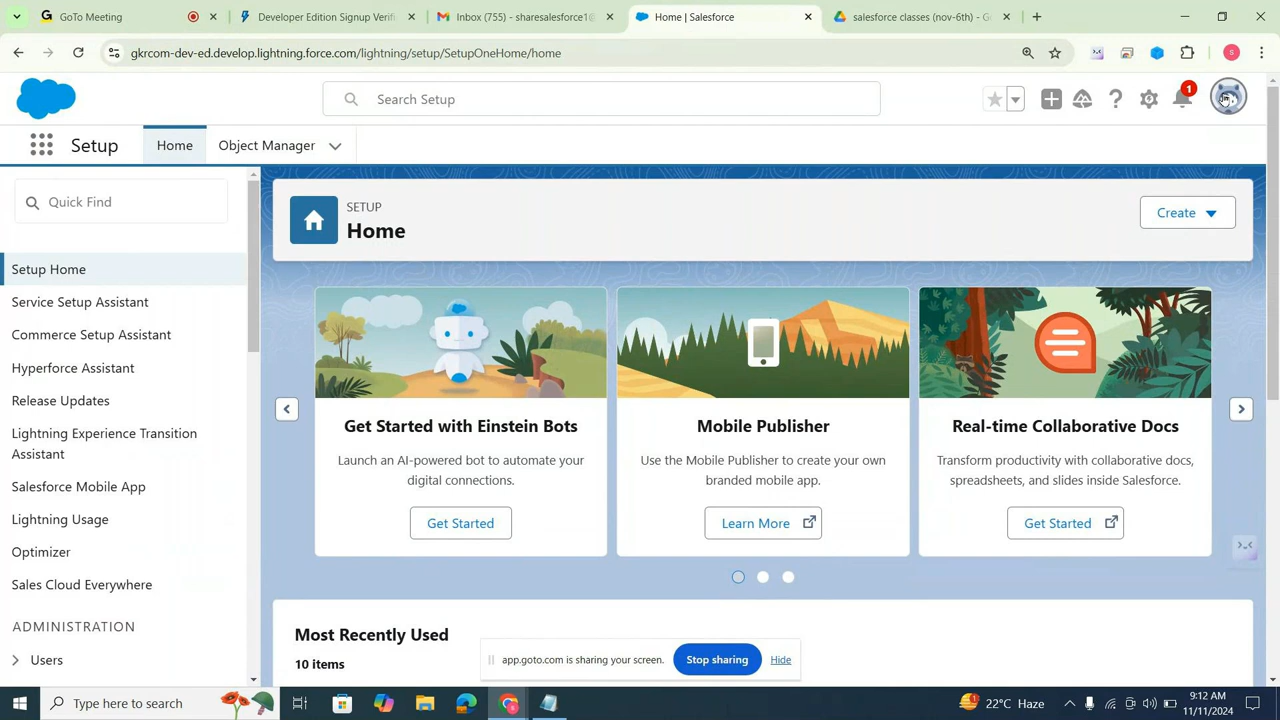 GoTo Meeting
Developer Edition Signup Verifi
Inbox (755) - sharesalesforce1@
Home | Salesforce
salesforce classes (nov-6th) - G
gkrcom-dev-ed.develop.lightning.force.com/lightning/setup/SetupOneHome/home
S
Search Setup
1
Setup
Home
Object Manager
Quick Find
SETUP
Home
Create
Setup Home
Service Setup Assistant
Commerce Setup Assistant
Hyperforce Assistant
Release Updates
Lightning Experience Transition
Assistant
Salesforce Mobile App
Lightning Usage
Optimizer
Sales Cloud Everywhere
ADMINISTRATION
Users
Get Started with Einstein Bots
Launch an AI-powered bot to automate your
digital connections.
Get Started
Mobile Publisher
Use the Mobile Publisher to create your own
branded mobile app.
Learn More
Real-time Collaborative Docs
Transform productivity with collaborative docs,
spreadsheets, and slides inside Salesforce.
Get Started
Most Recently Used
10 items
app.goto.com is sharing your screen.
Stop sharing
Hide
Type here to search
22°C Haze
9:12 AM
11/11/2024